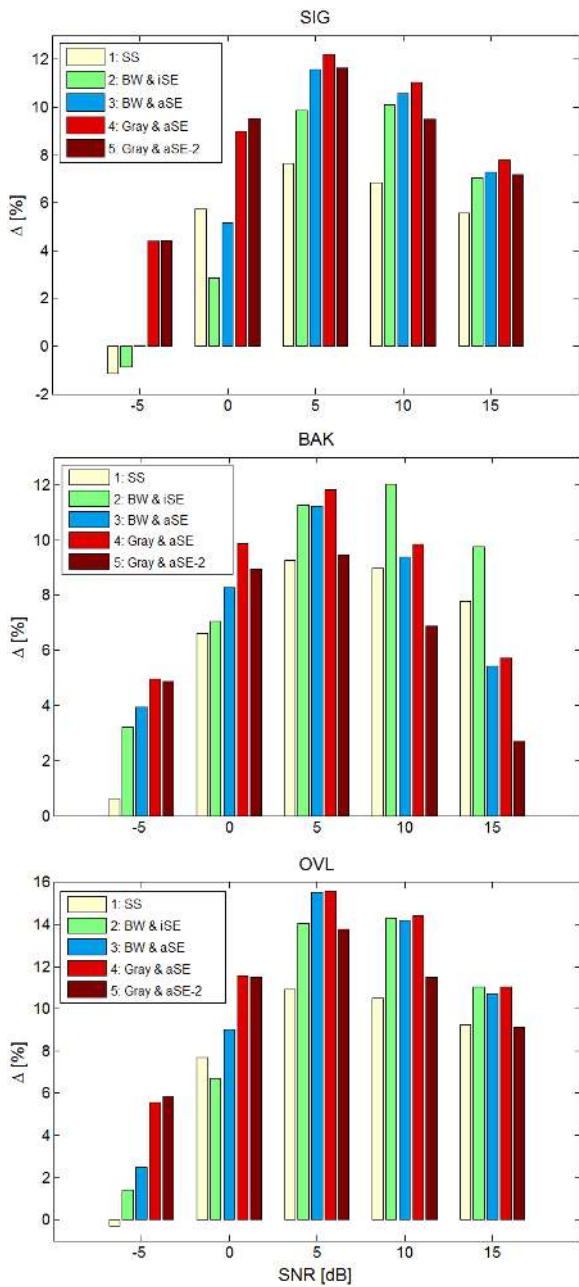 SIG
12
10
8
6
4
2
0
-2
Δ [%]
1: SS
2: BW & iSE
3: BW & aSE
4: Gray & aSE
5: Gray & aSE-2
-5 0 5 10 15
BAK
12
10
8
6
4
2
0
Δ [%]
1: SS
2: BW & iSE
3: BW & aSE
4: Gray & aSE
5: Gray & aSE-2
-5 0 5 10 15
OVL
16
14
12
10
8
6
4
2
0
Δ [%]
1: SS
2: BW & iSE
3: BW & aSE
4: Gray & aSE
5: Gray & aSE-2
-5 0 5 10 15
SNR [dB]